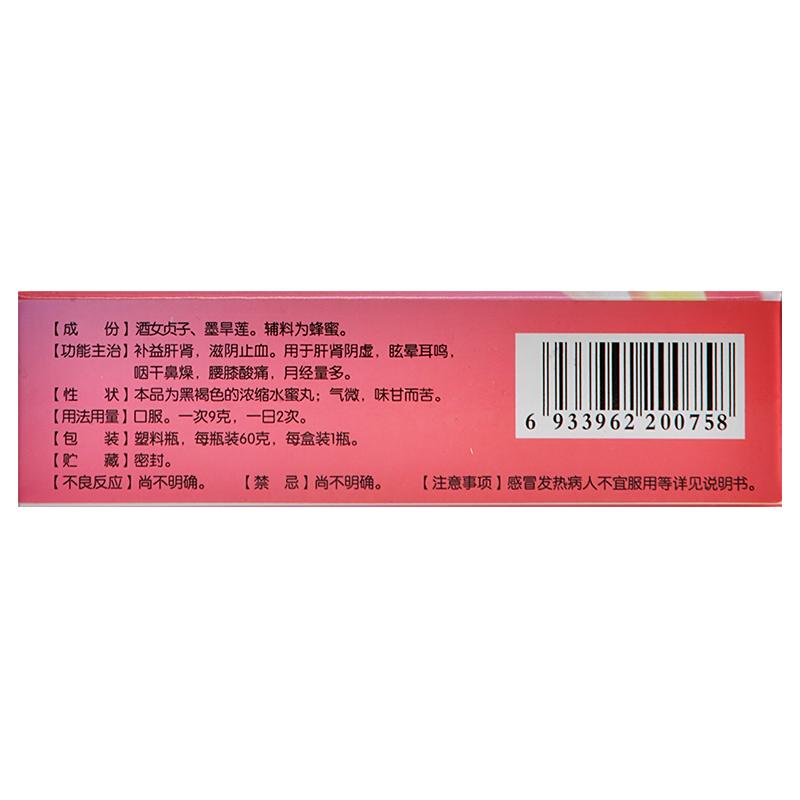 【成　份】酒女贞子、墨旱莲。辅料为蜂蜜。
【功能主治】补益肝肾，滋阴止血。用于肝肾阴虚，眩晕耳鸣，
咽干鼻燥，腰膝酸痛，月经量多。
【性　状】本品为黑褐色的浓缩水蜜丸；气微，味甘而苦。
【用法用量】口服。一次9克，一日2次。
【包　装】塑料瓶，每瓶装60克，每盒装1瓶。
【贮　藏】密封。
【不良反应】尚不明确。　【禁　忌】尚不明确。　【注意事项】感冒发热病人不宜服用等详见说明书。
6 933962 200758